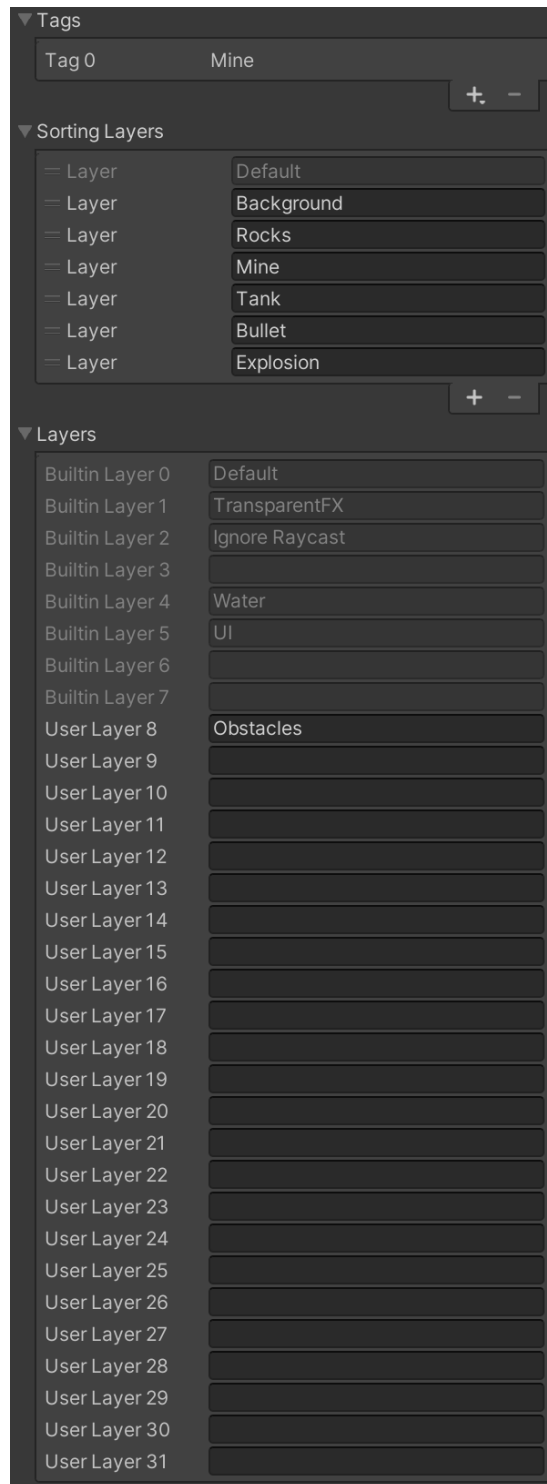 Tags
Tag 0 Mine
Sorting Layers
Layer Default
Layer Background
Layer Rocks
Layer Mine
Layer Tank
Layer Bullet
Layer Explosion
Layers
Builtin Layer 0 Default
Builtin Layer 1 TransparentFX
Builtin Layer 2 Ignore Raycast
Builtin Layer 3
Builtin Layer 4 Water
Builtin Layer 5 UI
Builtin Layer 6
Builtin Layer 7
User Layer 8 Obstacles
User Layer 9
User Layer 10
User Layer 11
User Layer 12
User Layer 13
User Layer 14
User Layer 15
User Layer 16
User Layer 17
User Layer 18
User Layer 19
User Layer 20
User Layer 21
User Layer 22
User Layer 23
User Layer 24
User Layer 25
User Layer 26
User Layer 27
User Layer 28
User Layer 29
User Layer 30
User Layer 31